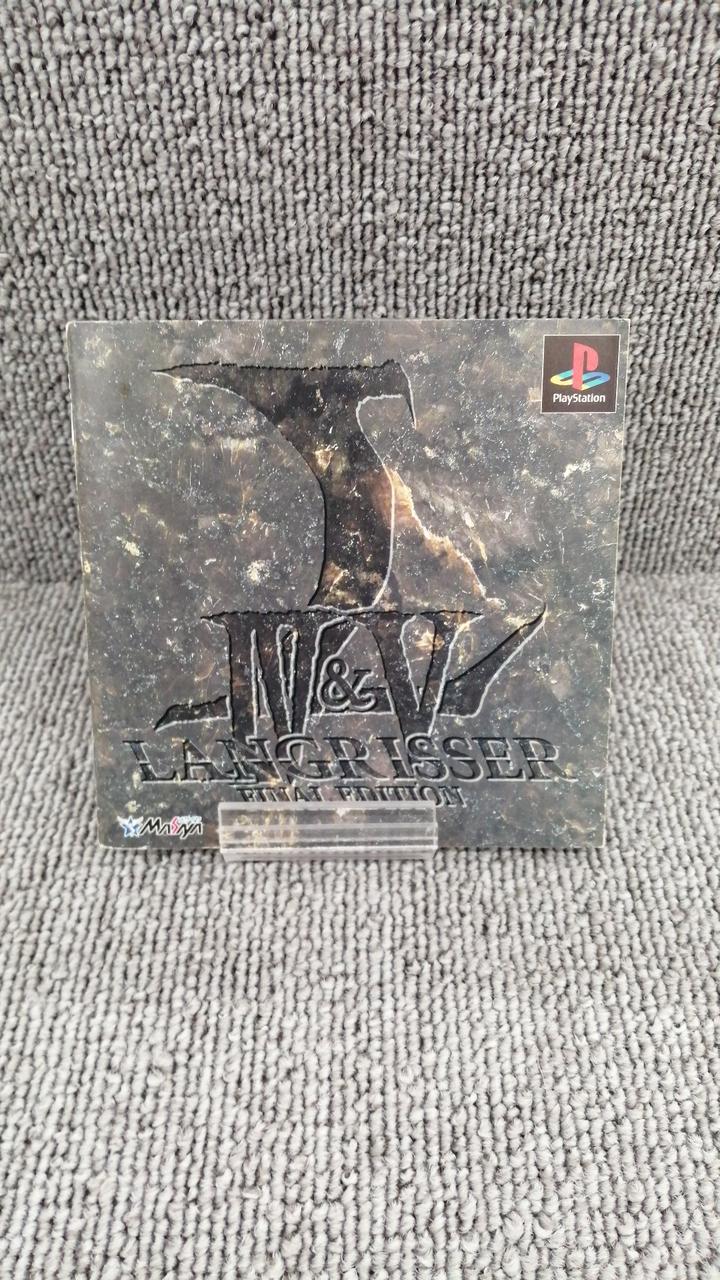 PlayStation
IV & V
LANGRISSER
FINAL EDITION
Masaya